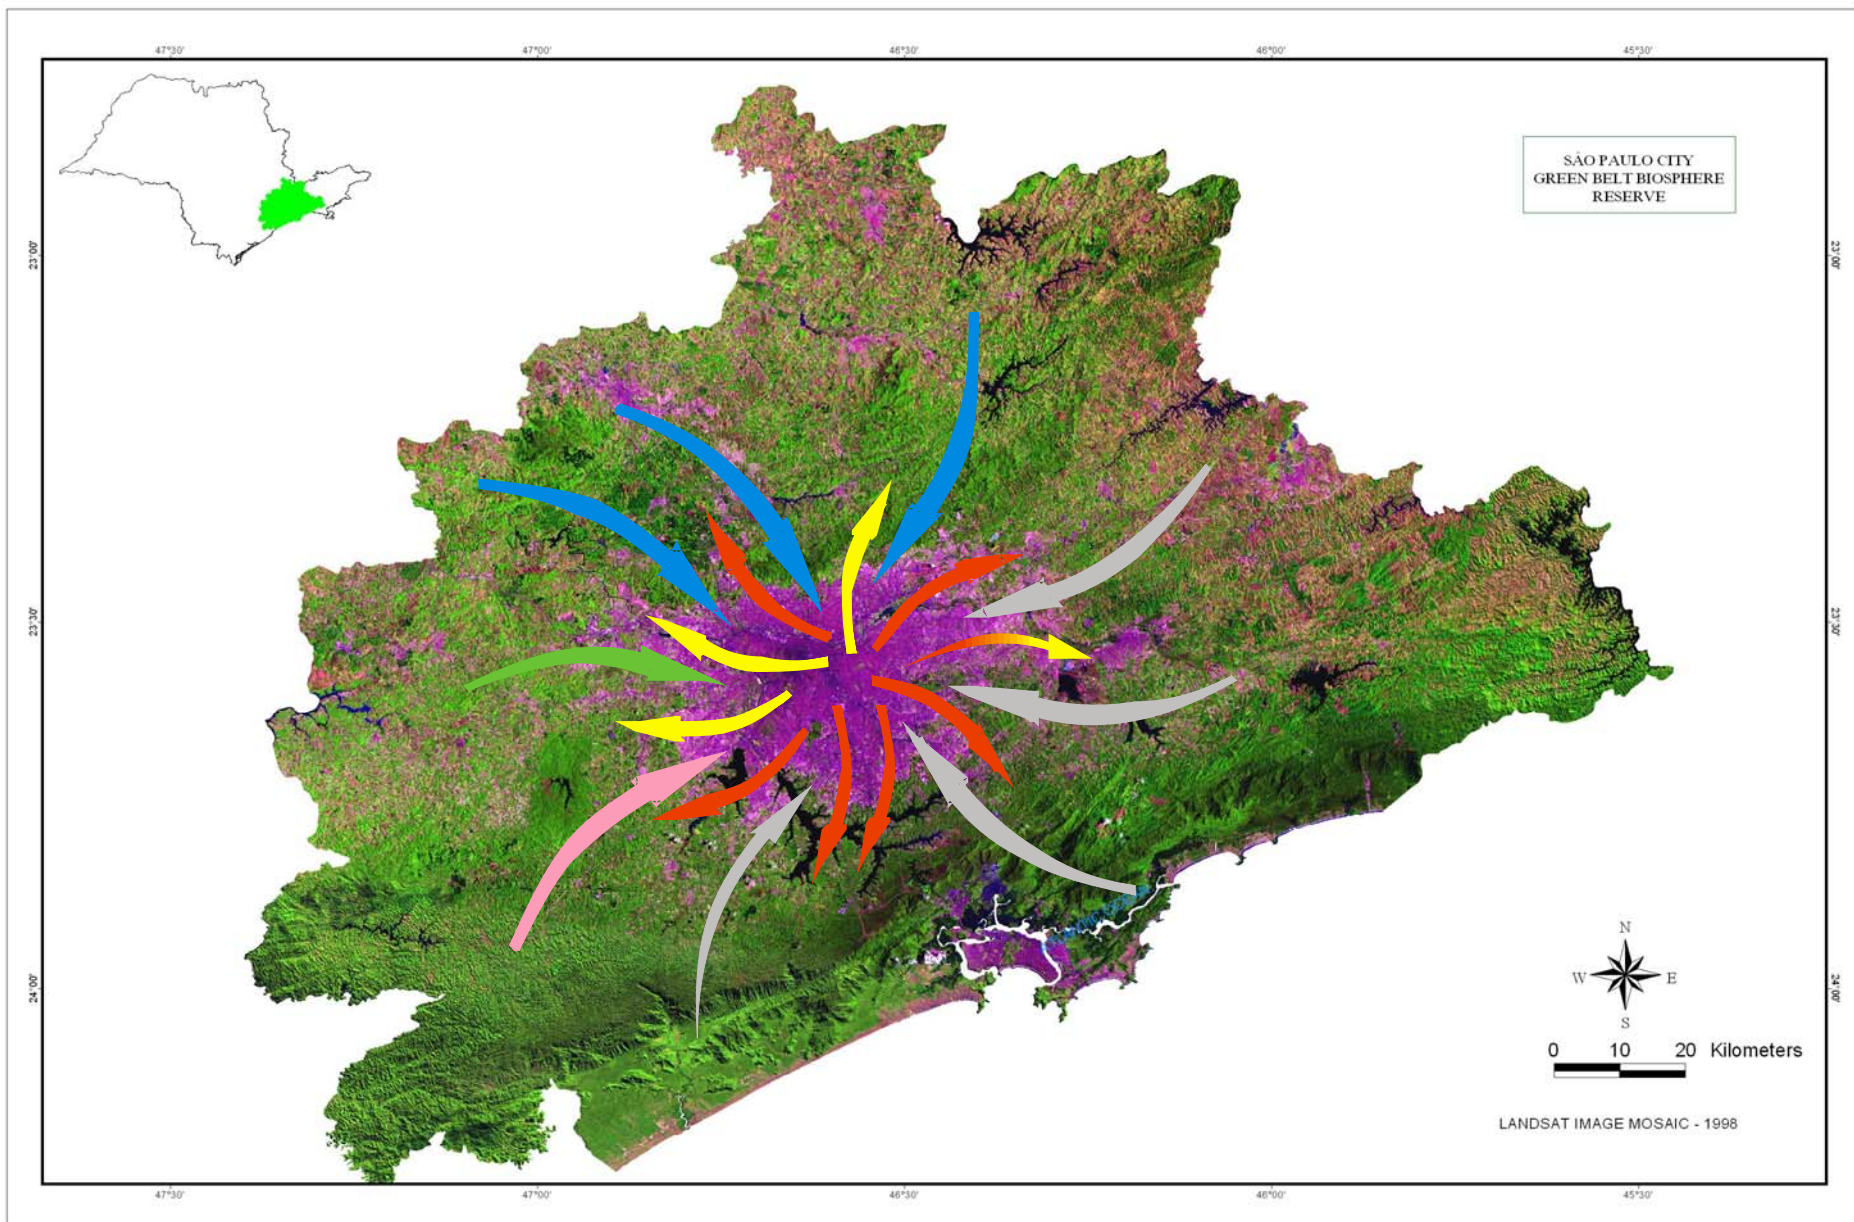 47°30' 47°00' 46°30' 46°00' 45°30'
SÃO PAULO CITY
GREEN BELT BIOSPHERE
RESERVE
23°00' 23°00'
23°30' 23°30'
N
W E
S
24°00' 24°00'
0 10 20 Kilometers
LANDSAT IMAGE MOSAIC - 1998
47°30' 47°00' 46°30' 46°00' 45°30'